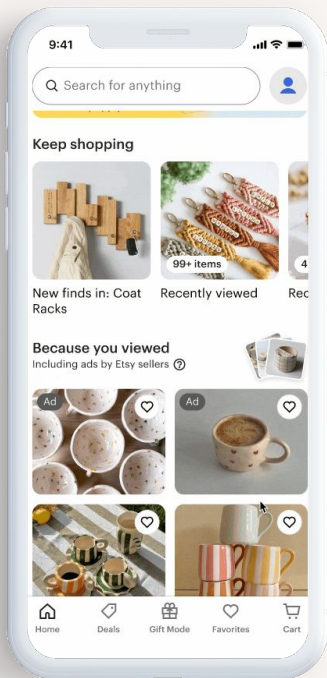 9:41
Search for anything
Keep shopping
99+ items
4
New finds in: Coat
Racks
Recently viewed
Rec
Because you viewed
Including ads by Etsy sellers
Ad
Ad
Home
Deals
Gift Mode
Favorites
Cart